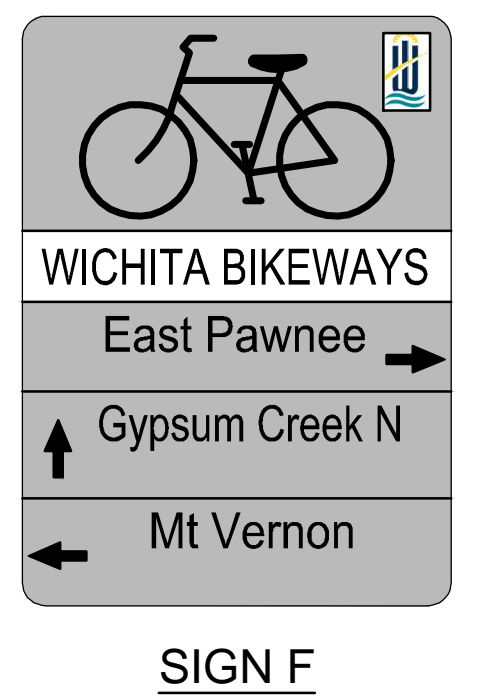 W
WICHITA BIKEWAYS
East Pawnee
Gypsum Creek N
Mt Vernon
SIGN F